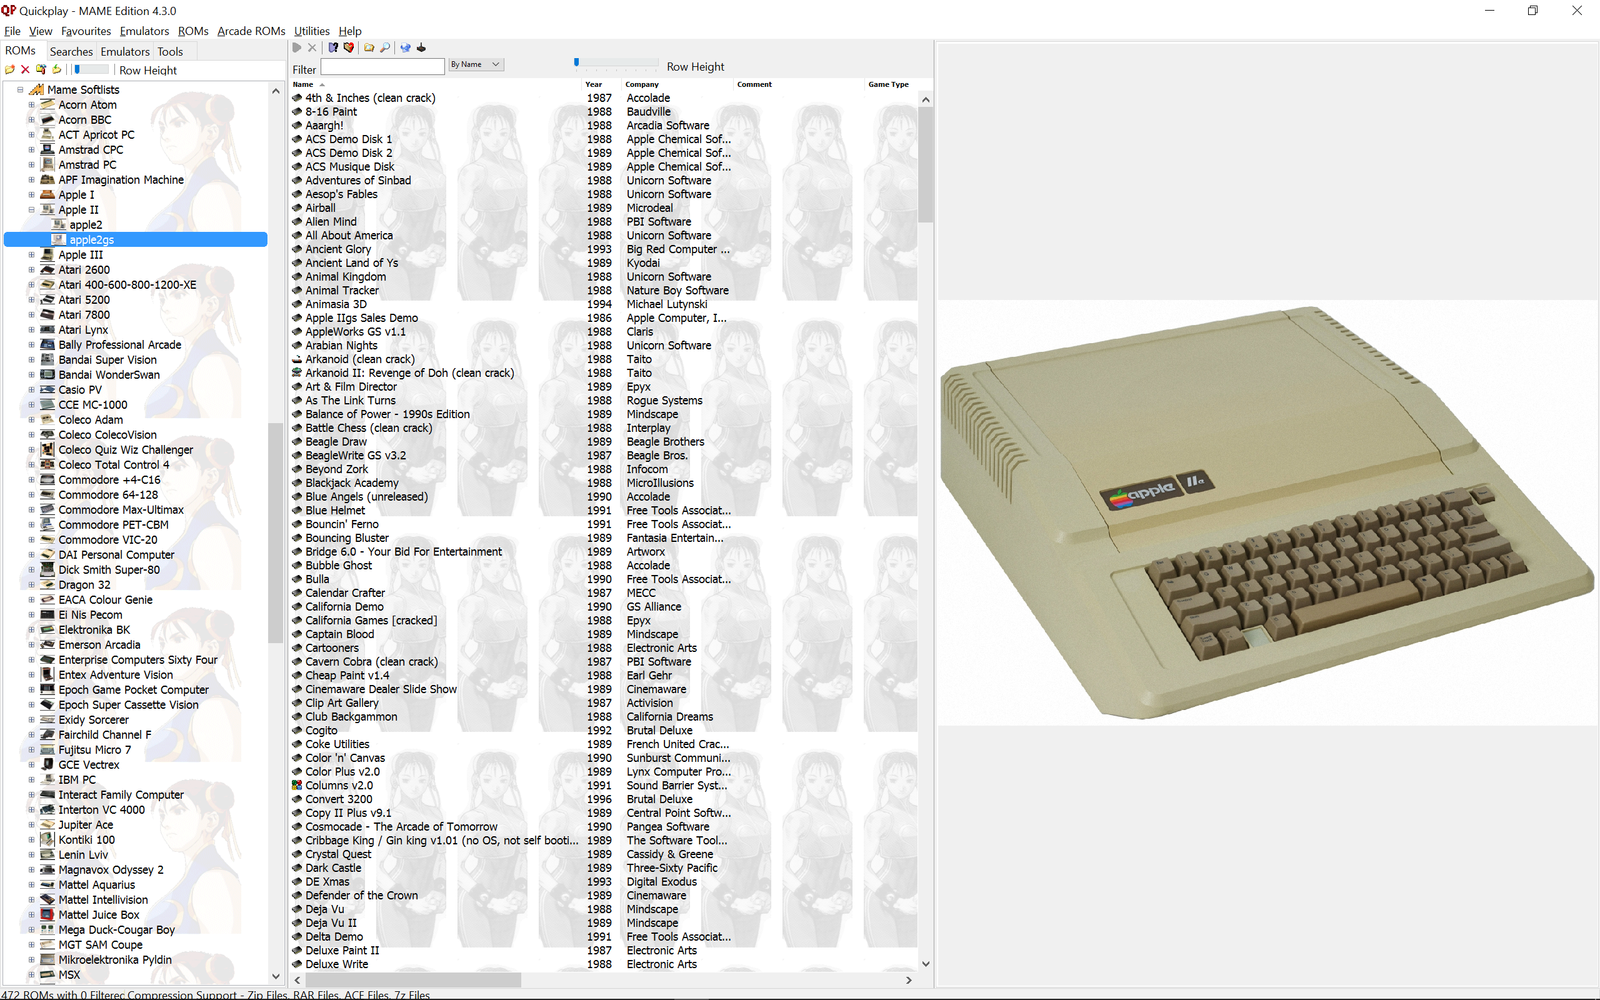 QP Quickplay - MAME Edition 4.3.0
File View Favourites Emulators ROMs Arcade ROMs Utilities Help
ROMs Searches Emulators Tools
Row Height
Mame Softlists
Acorn Atom
Acorn BBC
ACT Apricot PC
Amstrad CPC
Amstrad PC
APF Imagination Machine
Apple I
Apple II
apple2
apple2gs
Apple III
Atari 2600
Atari 400-600-800-1200-XE
Atari 5200
Atari 7800
Atari Lynx
Bally Professional Arcade
Bandai Super Vision
Bandai WonderSwan
Casio PV
CCE MC-1000
Coleco Adam
Coleco ColecoVision
Coleco Quiz Wiz Challenger
Coleco Total Control 4
Commodore +4-C16
Commodore 64-128
Commodore Max-Ultimax
Commodore PET-CBM
Commodore VIC-20
DAI Personal Computer
Dick Smith Super-80
Dragon 32
EACA Colour Genie
Ei Nis Pecom
Elektronika BK
Emerson Arcadia
Enterprise Computers Sixty Four
Entex Adventure Vision
Epoch Game Pocket Computer
Epoch Super Cassette Vision
Exidy Sorcerer
Fairchild Channel F
Fujitsu Micro 7
GCE Vectrex
IBM PC
Interact Family Computer
Interton VC 4000
Jupiter Ace
Kontiki 100
Lenin Lviv
Magnavox Odyssey 2
Mattel Aquarius
Mattel Intellivision
Mattel Juice Box
Mega Duck-Cougar Boy
MGT SAM Coupe
Mikroelektronika Pyldin
MSX
Filter By Name Row Height
Name Year Company Comment Game Type
4th & Inches (clean crack) 1987 Accolade
8-16 Paint 1988 Baudville
Aaargh! 1988 Arcadia Software
ACS Demo Disk 1 1988 Apple Chemical Sof...
ACS Demo Disk 2 1989 Apple Chemical Sof...
ACS Musique Disk 1989 Apple Chemical Sof...
Adventures of Sinbad 1988 Unicorn Software
Aesop's Fables 1988 Unicorn Software
Airball 1989 Microdeal
Alien Mind 1988 PBI Software
All About America 1988 Unicorn Software
Ancient Glory 1993 Big Red Computer ...
Ancient Land of Ys 1989 Kyodai
Animal Kingdom 1988 Unicorn Software
Animal Tracker 1988 Nature Boy Software
Animasia 3D 1994 Michael Lutynski
Apple IIgs Sales Demo 1986 Apple Computer, I...
AppleWorks GS v1.1 1988 Claris
Arabian Nights 1988 Unicorn Software
Arkanoid (clean crack) 1988 Taito
Arkanoid II: Revenge of Doh (clean crack) 1988 Taito
Art & Film Director 1989 Epyx
As The Link Turns 1988 Rogue Systems
Balance of Power - 1990s Edition 1989 Mindscape
Battle Chess (clean crack) 1988 Interplay
Beagle Draw 1989 Beagle Brothers
BeagleWrite GS v3.2 1987 Beagle Bros.
Beyond Zork 1988 Infocom
Blackjack Academy 1988 MicroIllusions
Blue Angels (unreleased) 1990 Accolade
Blue Helmet 1991 Free Tools Associat...
Bouncin' Ferno 1991 Free Tools Associat...
Bouncing Bluster 1989 Fantasia Entertain...
Bridge 6.0 - Your Bid For Entertainment 1989 Artworx
Bubble Ghost 1988 Accolade
Bulla 1990 Free Tools Associat...
Calendar Crafter 1987 MECC
California Demo 1990 GS Alliance
California Games [cracked] 1988 Epyx
Captain Blood 1989 Mindscape
Cartooners 1988 Electronic Arts
Cavern Cobra (clean crack) 1987 PBI Software
Cheap Paint v1.4 1988 Earl Gehr
Cinemaware Dealer Slide Show 1989 Cinemaware
Clip Art Gallery 1987 Activision
Club Backgammon 1988 California Dreams
Cogito 1992 Brutal Deluxe
Coke Utilities 1989 French United Crac...
Color 'n' Canvas 1990 Sunburst Communi...
Color Plus v2.0 1989 Lynx Computer Pro...
Columns v2.0 1991 Sound Barrier Syst...
Convert 3200 1996 Brutal Deluxe
Copy II Plus v9.1 1989 Central Point Softw...
Cosmocade - The Arcade of Tomorrow 1990 Pangea Software
Cribbage King / Gin king v1.01 (no OS, not self booti... 1989 The Software Tool...
Crystal Quest 1989 Cassidy & Greene
Dark Castle 1989 Three-Sixty Pacific
DE Xmas 1993 Digital Exodus
Defender of the Crown 1989 Cinemaware
Deja Vu 1988 Mindscape
Deja Vu II 1989 Mindscape
Delta Demo 1991 Free Tools Associat...
Deluxe Paint II 1987 Electronic Arts
Deluxe Write 1988 Electronic Arts
apple IIe
472 ROMs with 0 Filterec Compression Support - Zip Files, RAR Files, ACE Files, 7z Files